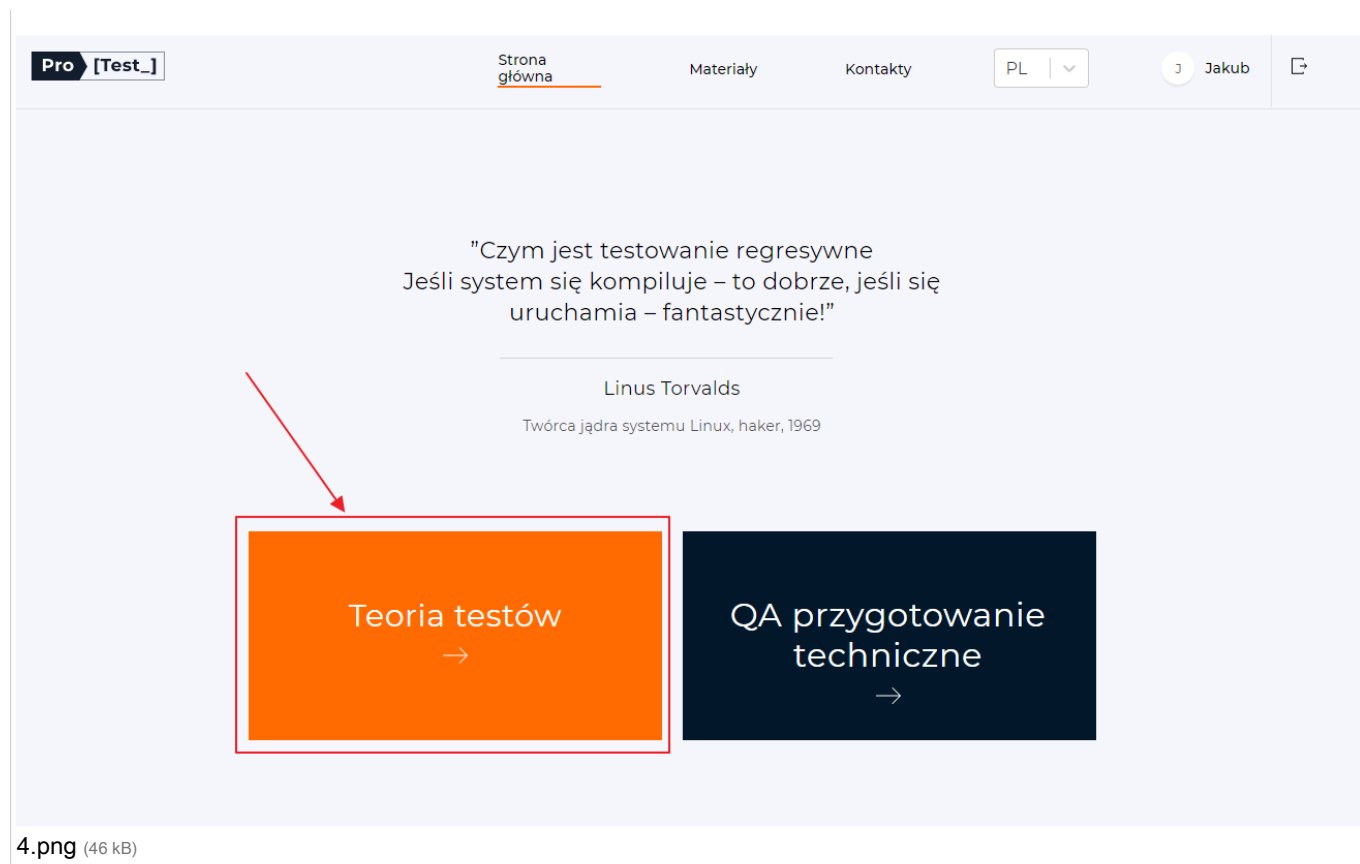 Pro [Test_]
Strona
główna
Materiały
Kontakty
PL
J
Jakub
”Czym jest testowanie regresywne
Jeśli system się kompiluje – to dobrze, jeśli się
uruchamia – fantastycznie!”
Linus Torvalds
Twórca jądra systemu Linux, haker, 1969
Teoria testów
QA przygotowanie
techniczne
4.png (46 kB)